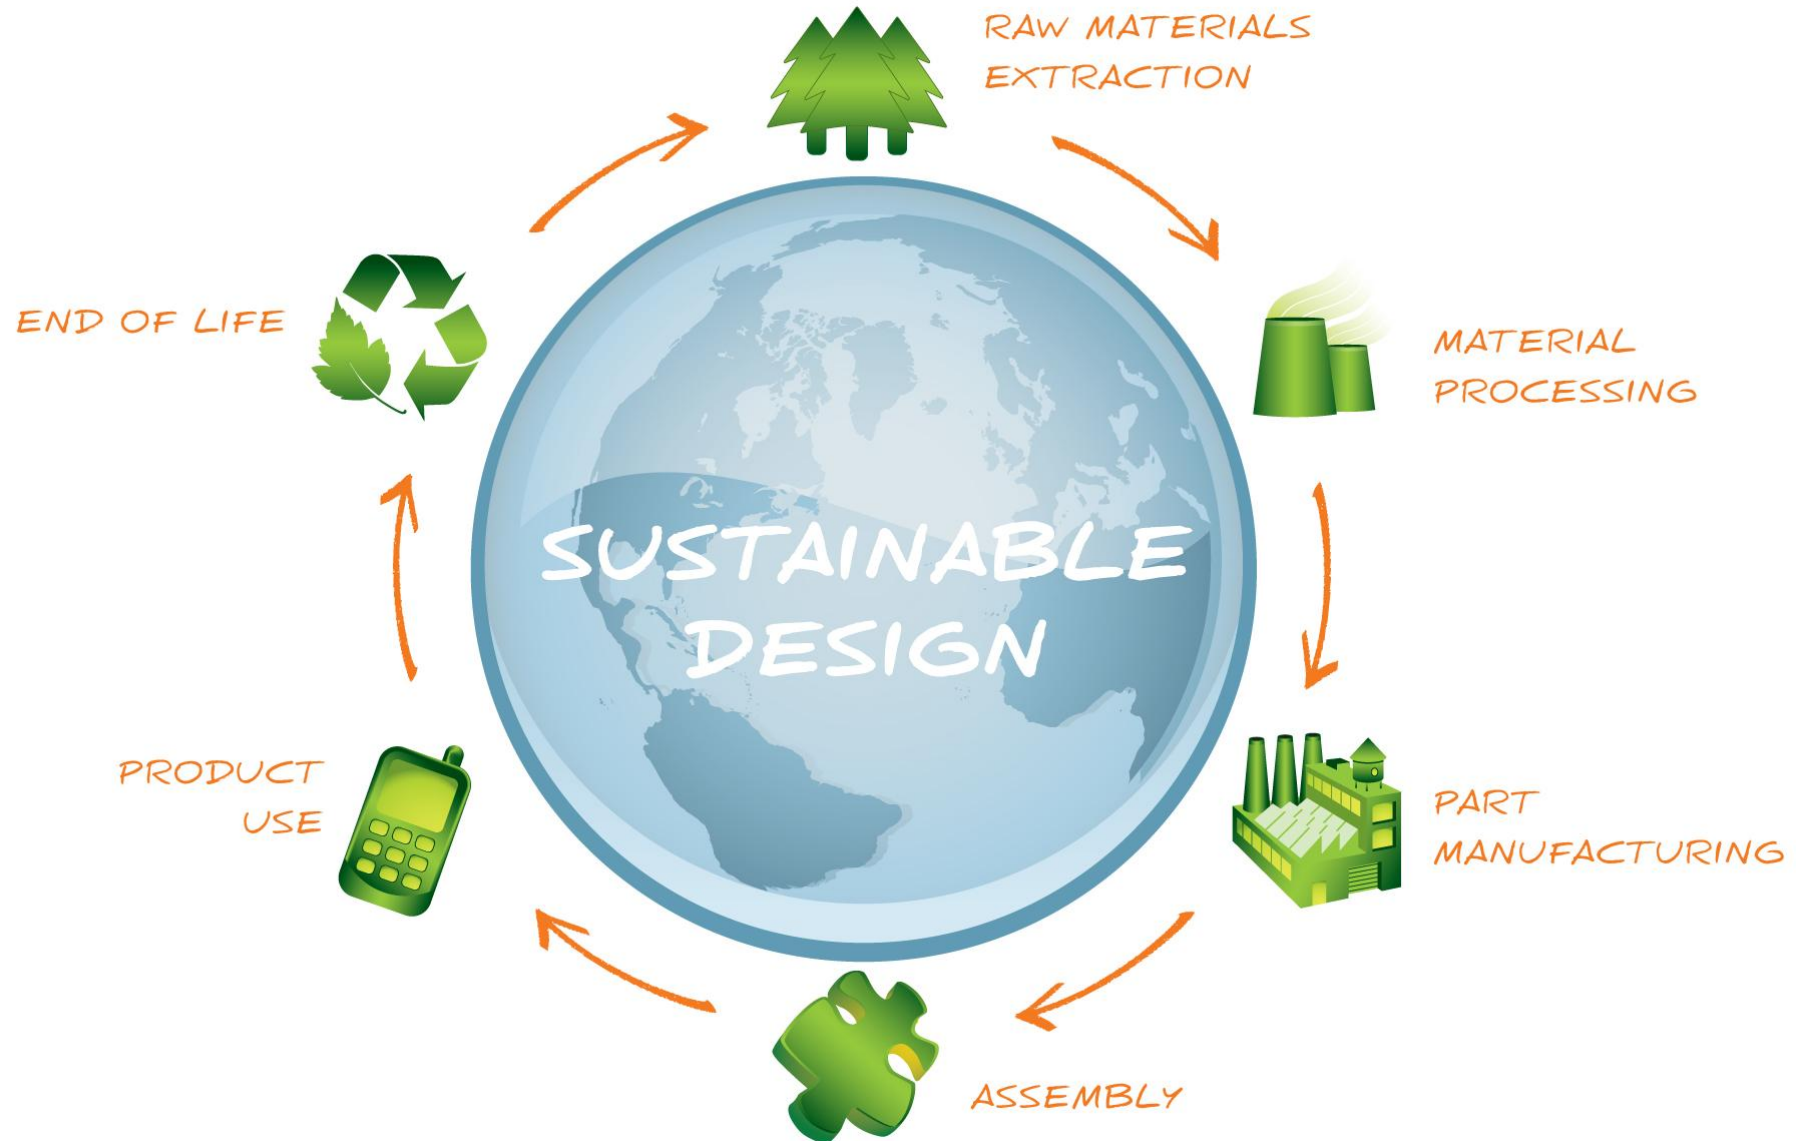 RAW MATERIALS
EXTRACTION
MATERIAL
PROCESSING
PART
MANUFACTURING
ASSEMBLY
PRODUCT
USE
END OF LIFE
SUSTAINABLE
DESIGN